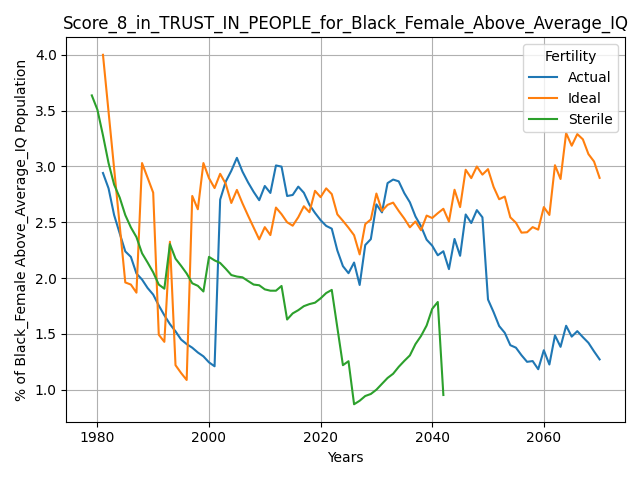 Score_8_in_TRUST_IN_PEOPLE_for_Black_Female_Above_Average_IQ
% of Black_Female Above_Average_IQ Population
4.0
3.5
3.0
2.5
2.0
1.5
1.0
Fertility
Actual
Ideal
Sterile
1980
2000
2020
2040
2060
Years